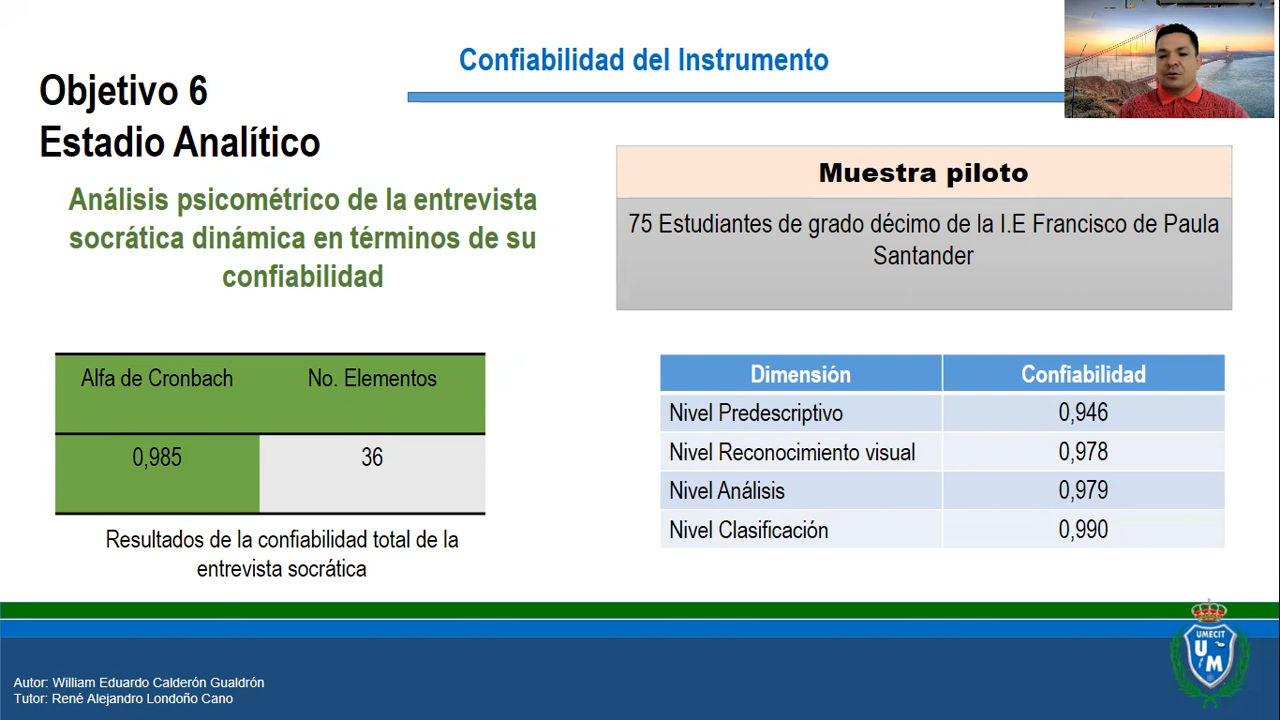 Confiabilidad del Instrumento
Objetivo 6
Estadio Analítico
Análisis psicométrico de la entrevista
socrática dinámica en términos de su
confiabilidad
Muestra piloto
75 Estudiantes de grado décimo de la I.E Francisco de Paula
Santander
Alfa de Cronbach No. Elementos
0,985 36
Resultados de la confiabilidad total de la
entrevista socrática
Dimensión Confiabilidad
Nivel Predescriptivo 0,946
Nivel Reconocimiento visual 0,978
Nivel Análisis 0,979
Nivel Clasificación 0,990
Autor: William Eduardo Calderón Gualdrón
Tutor: René Alejandro Londoño Cano
UMECIT
U
M